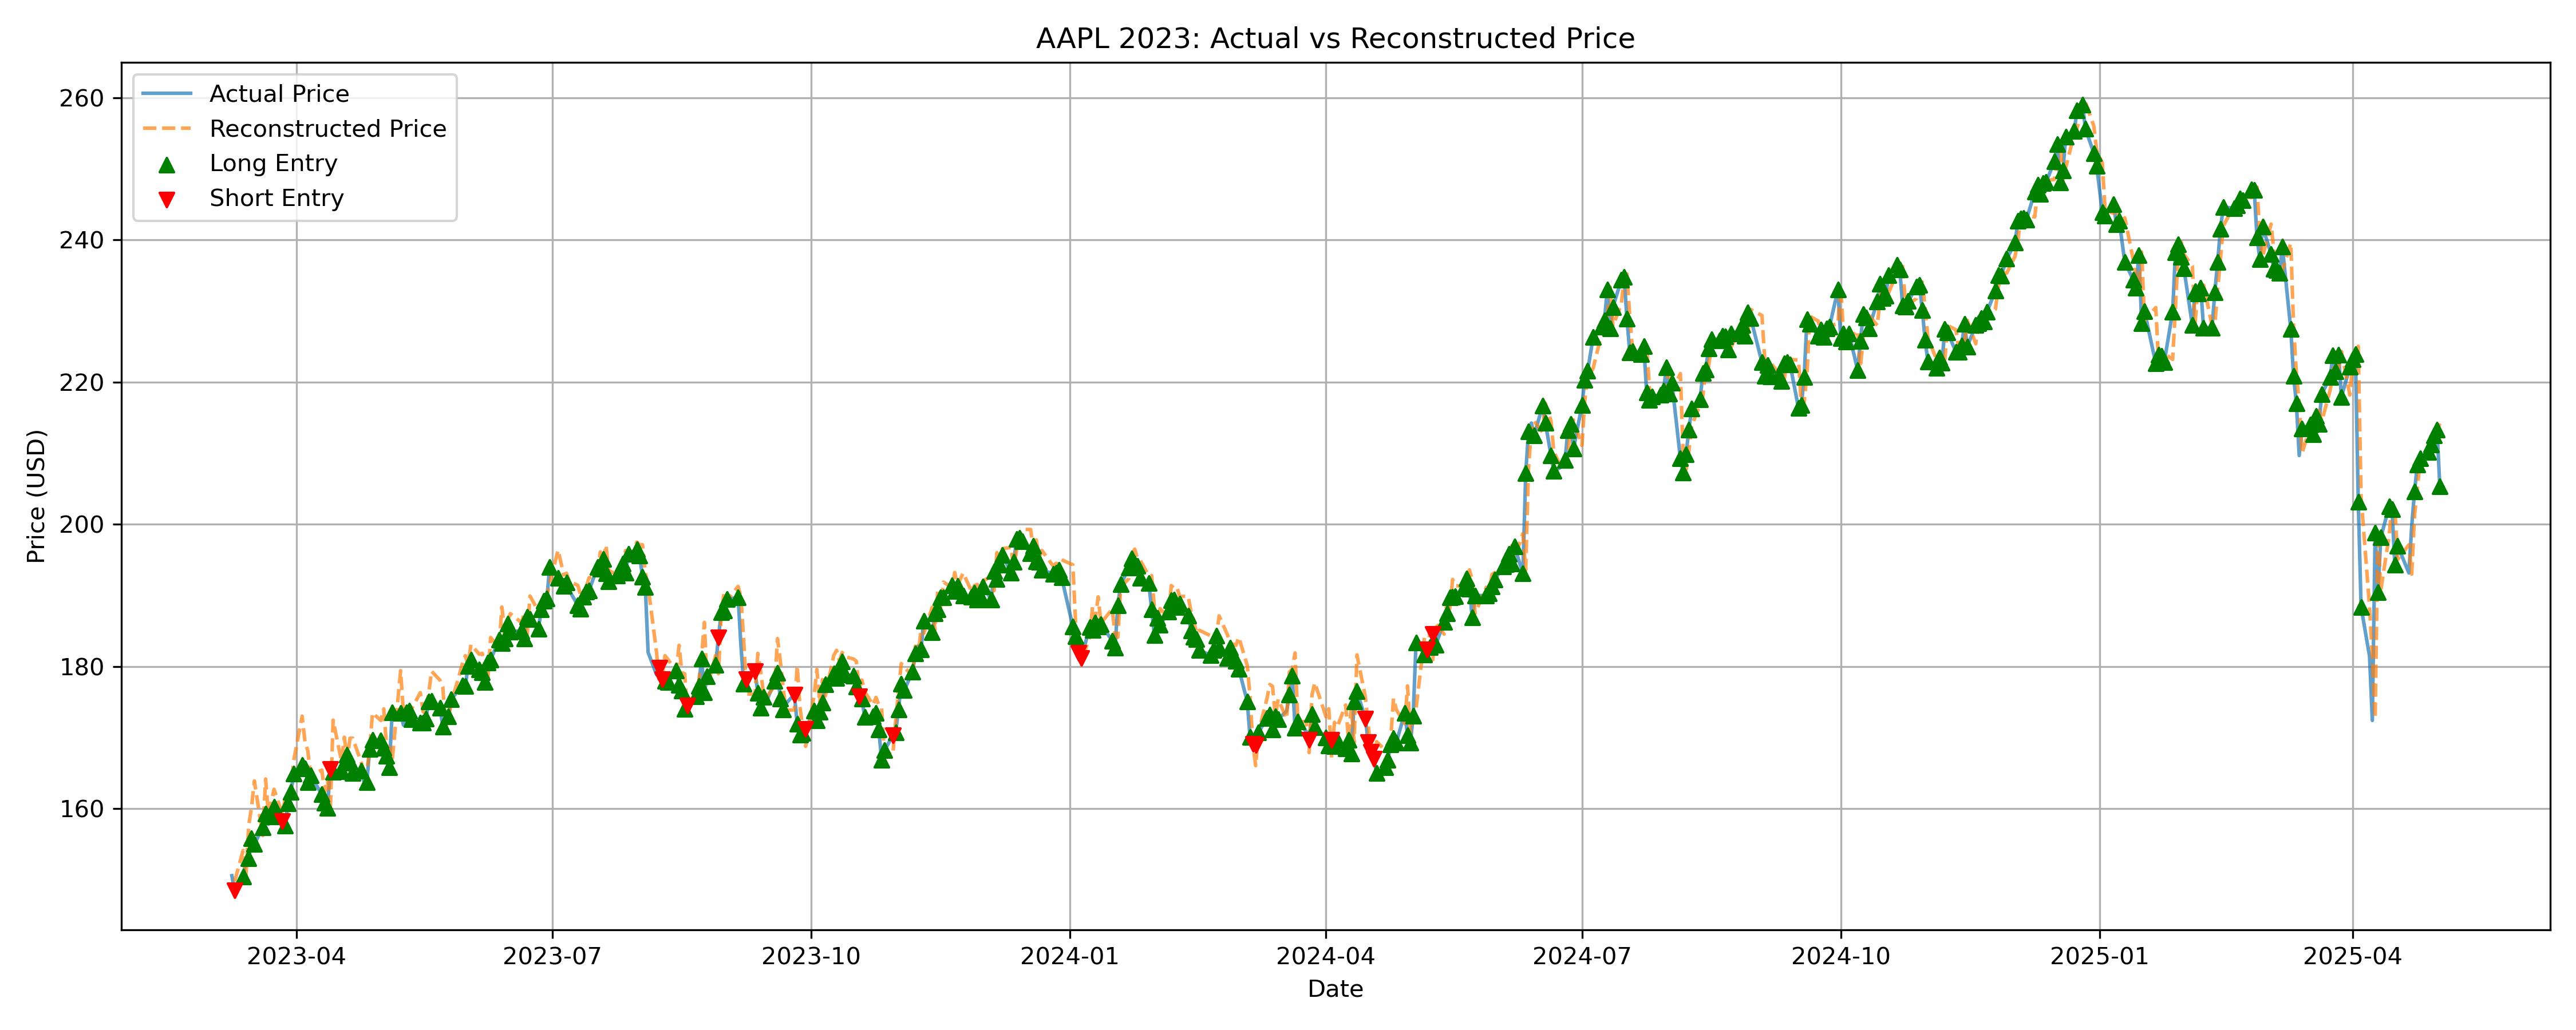 AAPL 2023: Actual vs Reconstructed Price
Actual Price
Reconstructed Price
Long Entry
Short Entry
Price (USD)
260
240
220
200
180
160
2023-04
2023-07
2023-10
2024-01
2024-04
2024-07
2024-10
2025-01
2025-04
Date